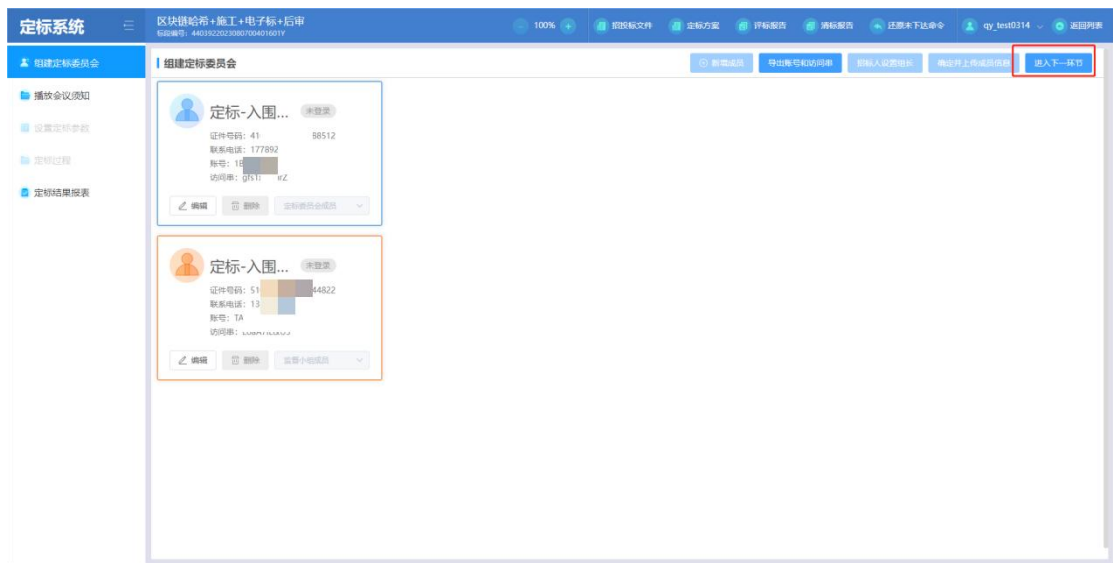 定标系统
区块链哈希+施工+电子标+后审
标段编号：44039220230800700401601Y
100%
招投标文件
定标方案
评标报告
清标报告
还原未下达命令
qy_test0314
返回列表
组建定标委员会
播放会议须知
设置定标参数
定标过程
定标结果报表
组建定标委员会
新增成员
导出账号和访问串
招标人设置组长
确定并上传成员信息
进入下一环节
定标-入围...
未登录
证件号码：41 88512
联系电话：177892
账号：18
访问串：gfs1
编辑
删除
定标委员会成员
定标-入围...
未登录
证件号码：51 44822
联系电话：13
账号：TA
访问串：
编辑
删除
监督小组成员